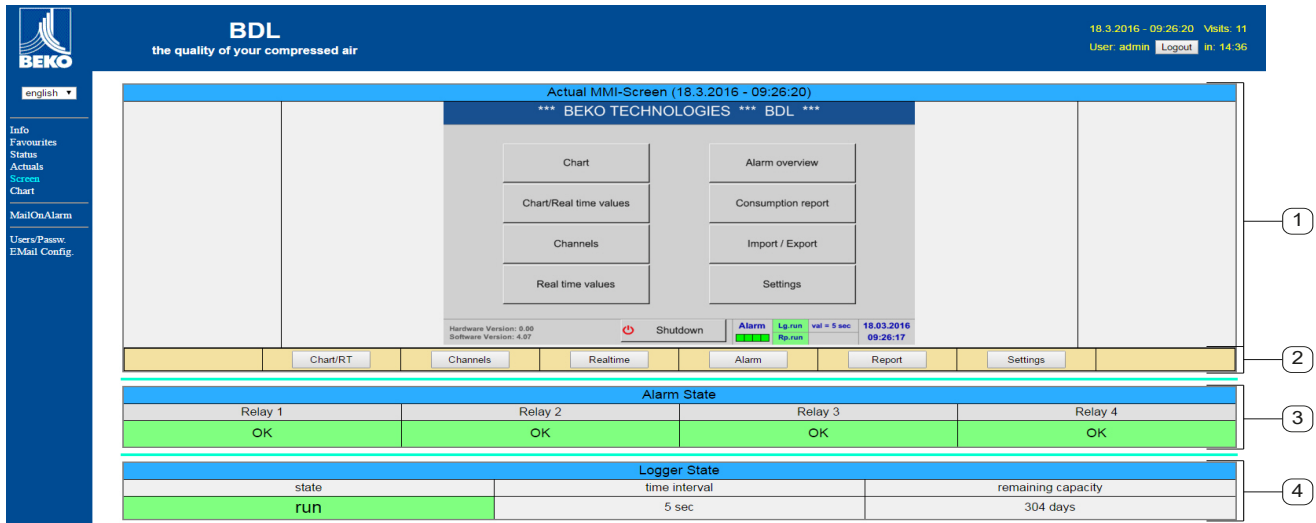 BEKO
BDL
the quality of your compressed air
18.3.2016 - 09:26:20 Visits: 11
User: admin Logout in: 14:36
english
Info
Favourites
Status
Actuals
Screen
Chart
MailOnAlarm
Users/Passw.
EMail Config.
Actual MMI-Screen (18.3.2016 - 09:26:20)
*** BEKO TECHNOLOGIES *** BDL ***
Chart Alarm overview
Chart/Real time values Consumption report
Channels Import / Export
Real time values Settings
Hardware Version: 0.00
Software Version: 4.07
Shutdown
Alarm Lg.run val = 5 sec 18.03.2016
Rp.run 09:26:17
Chart/RT Channels Realtime Alarm Report Settings
Alarm State
Relay 1 Relay 2 Relay 3 Relay 4
OK OK OK OK
Logger State
state time interval remaining capacity
run 5 sec 304 days
1
2
3
4